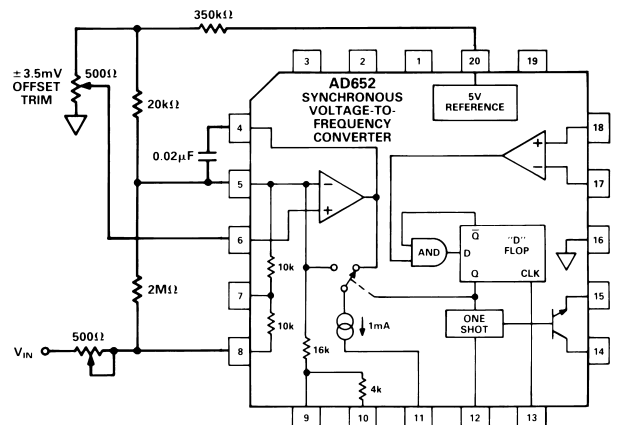 350kΩ
±3.5mV
OFFSET
TRIM
500Ω
20kΩ
0.02μF
2MΩ
500Ω
VIN
3
2
1
20
19
AD652
SYNCHRONOUS
VOLTAGE-TO-
FREQUENCY
CONVERTER
5V
REFERENCE
4
5
6
7
8
18
17
16
15
14
–
+
+
–
AND
Q̅
"D"
FLOP
D
Q
CLK
10k
10k
1mA
ONE
SHOT
16k
4k
9
10
11
12
13